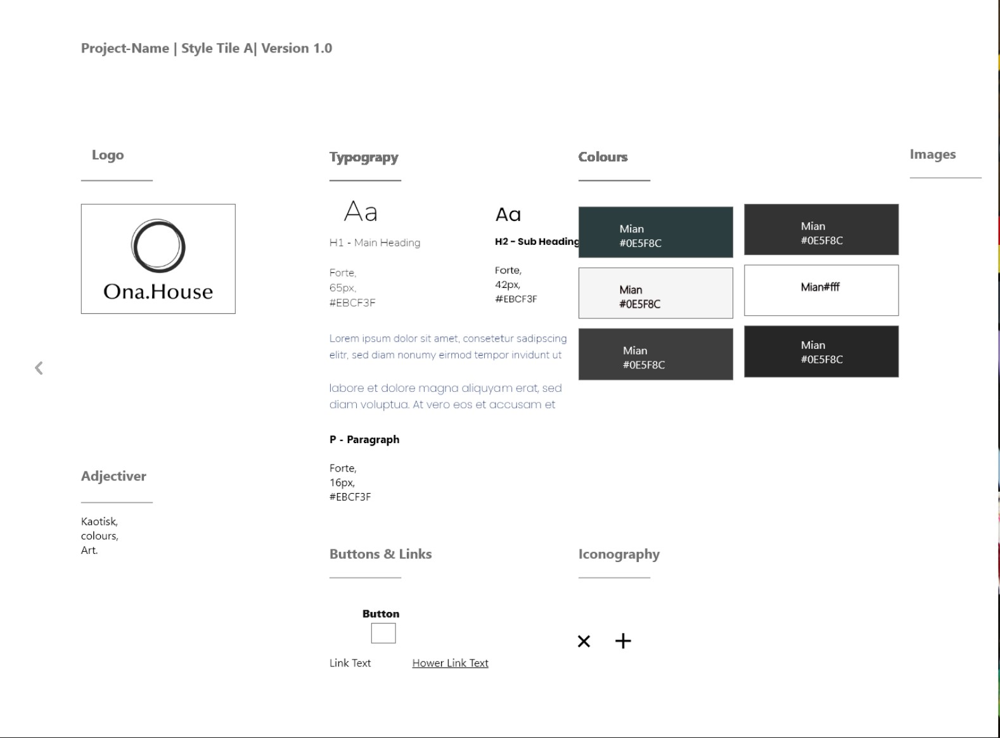 Project-Name | Style Tile A| Version 1.0
Logo
Ona.House
Adjectiver
Kaotisk,
colours,
Art.
Typograpy
Aa
H1 - Main Heading
Forte,
65px,
#EBCF3F
Aa
H2 - Sub Heading
Forte,
42px,
#EBCF3F
Lorem ipsum dolor sit amet, consetetur sadipscing
elitr, sed diam nonumy eirmod tempor invidunt ut
labore et dolore magna aliquyam erat, sed
diam voluptua. At vero eos et accusam et
P - Paragraph
Forte,
16px,
#EBCF3F
Buttons & Links
Button
Link Text
Hower Link Text
Colours
Mian
#0E5F8C
Mian
#0E5F8C
Mian
#0E5F8C
Mian#fff
Mian
#0E5F8C
Mian
#0E5F8C
Iconography
Images